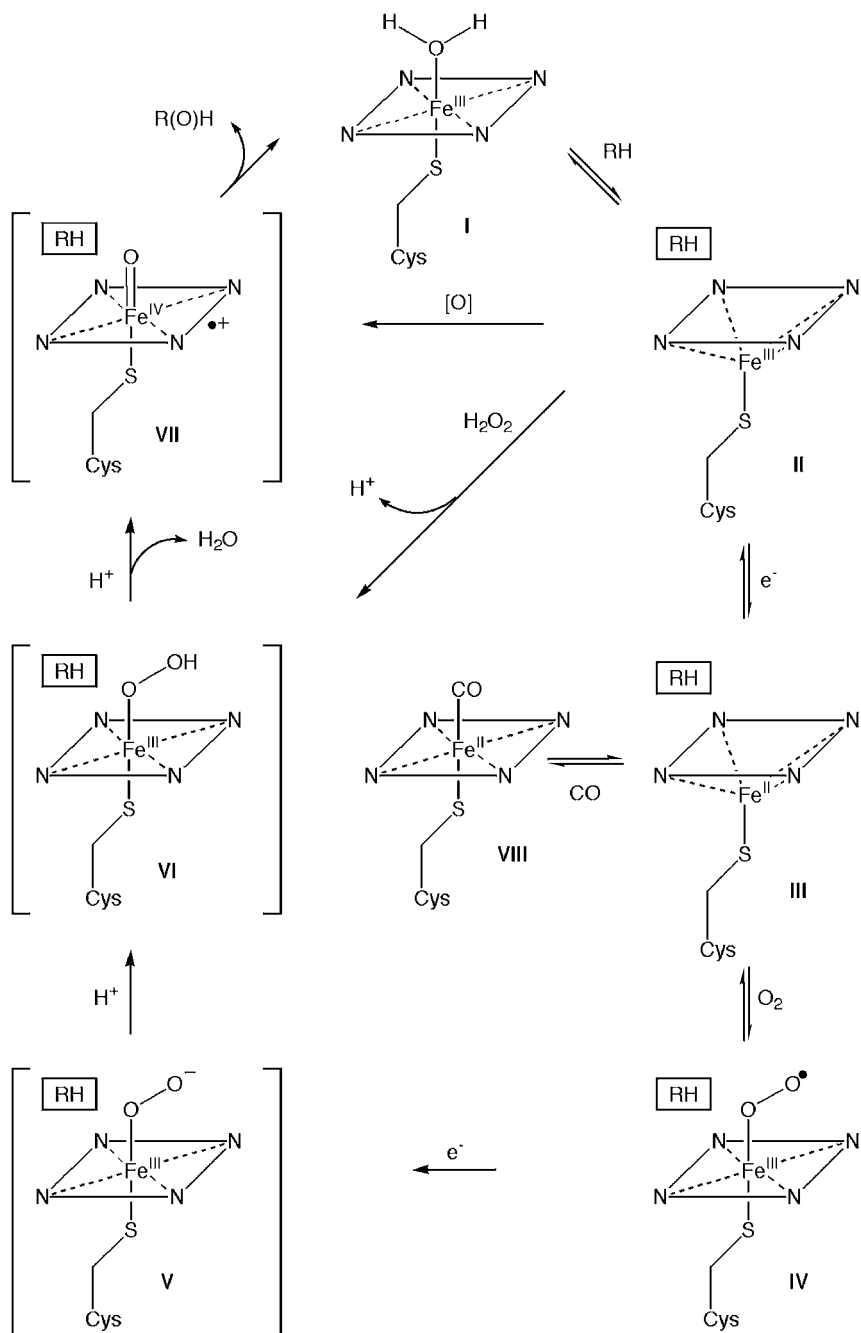 H H
O
N N
Fe^III
N N
S
Cys
I
R(O)H
RH
RH
O
N N
Fe^IV
N N
•+
S
Cys
VII
[O]
RH
N N
N N
Fe^III
S
Cys
II
H2O2
H+
H+
H2O
e-
RH
OH
O
N N
Fe^III
N N
S
Cys
VI
CO
N N
Fe^II
N N
S
Cys
VIII
CO
RH
N N
N N
Fe^II
S
Cys
III
H+
O2
RH
O−
O
N N
Fe^III
N N
S
Cys
V
e-
RH
O•
O
N N
Fe^III
N N
S
Cys
IV